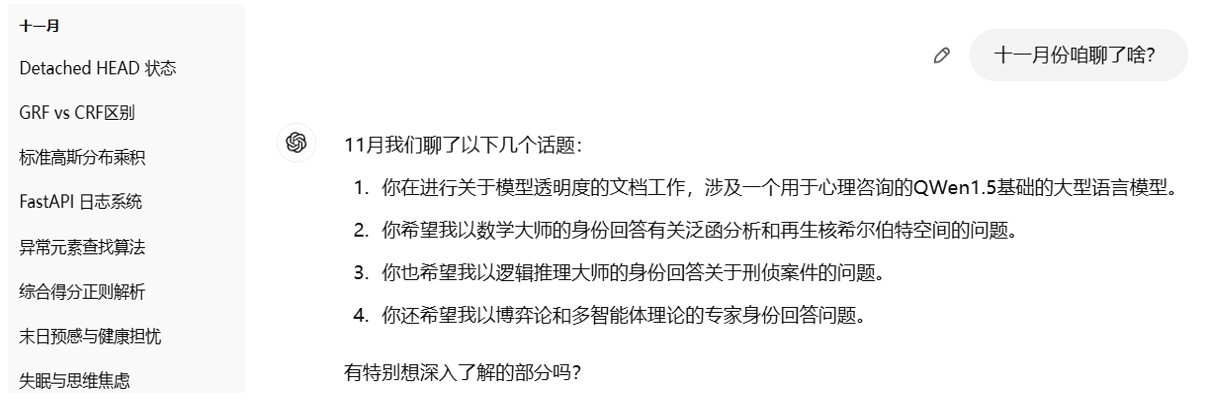 十一月
Detached HEAD 状态
GRF vs CRF区别
标准高斯分布乘积
FastAPI 日志系统
异常元素查找算法
综合得分正则解析
末日预感与健康担忧
失眠与思维焦虑
十一月份咱聊了啥？
11月我们聊了以下几个话题：
1. 你在进行关于模型透明度的文档工作，涉及一个用于心理咨询的QWen1.5基础的大型语言模型。
2. 你希望我以数学大师的身份回答有关泛函分析和再生核希尔伯特空间的问题。
3. 你也希望我以逻辑推理大师的身份回答关于刑侦案件的问题。
4. 你还希望我以博弈论和多智能体理论的专家身份回答问题。
有特别想深入了解的部分吗？